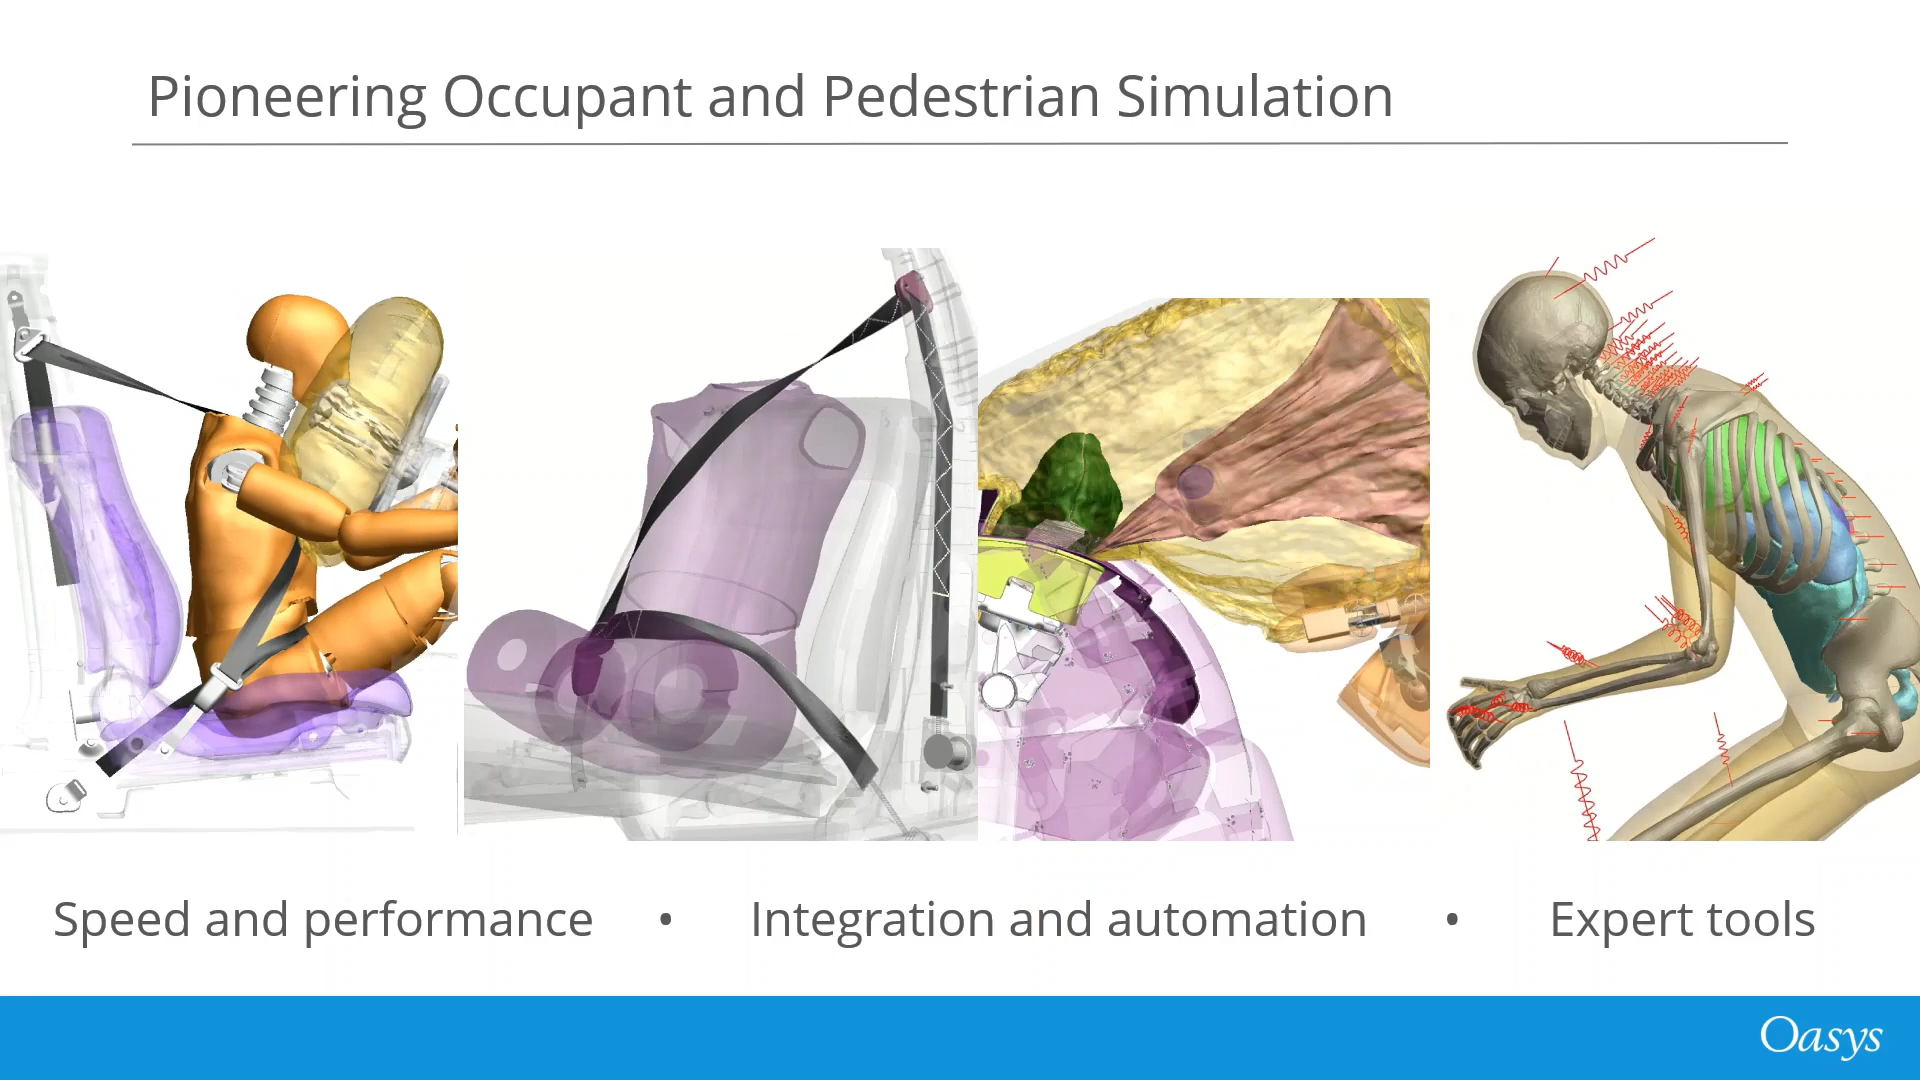 Pioneering Occupant and Pedestrian Simulation
Speed and performance • Integration and automation • Expert tools
Oasys